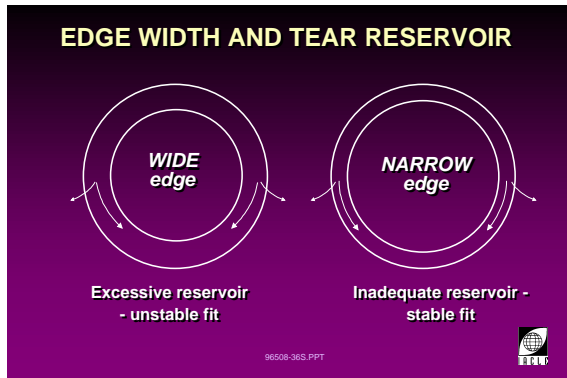 EDGE WIDTH AND TEAR RESERVOIR
WIDE
edge
NARROW
edge
Excessive reservoir
- unstable fit
Inadequate reservoir -
stable fit
96508-36S.PPT
IACLE